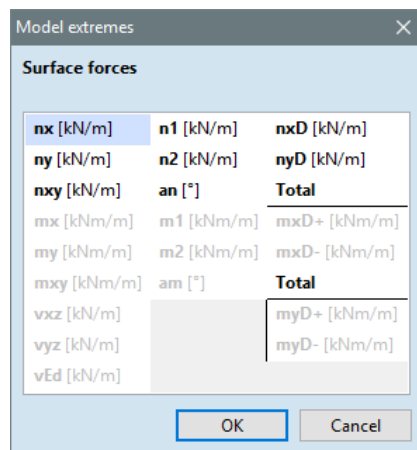 Model extremes
Surface forces
nx [kN/m] n1 [kN/m] nxD [kN/m]
ny [kN/m] n2 [kN/m] nyD [kN/m]
nxy [kN/m] an [°] Total
mx [kNm/m] m1 [kNm/m] mxD+ [kNm/m]
my [kNm/m] m2 [kNm/m] mxD- [kNm/m]
mxy [kNm/m] am [°] Total
vxz [kN/m] myD+ [kNm/m]
vyz [kN/m] myD- [kNm/m]
vEd [kN/m]
OK Cancel